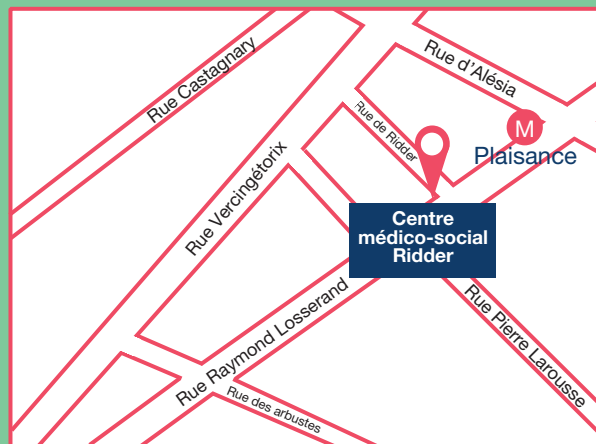 Rue Castagnary
Rue d'Alésia
Rue Vercingétorix
Rue de Ridder
M
Plaisance
Centre
médico-social
Ridder
Rue Raymond Losserand
Rue Pierre Larousse
Rue des arbustes